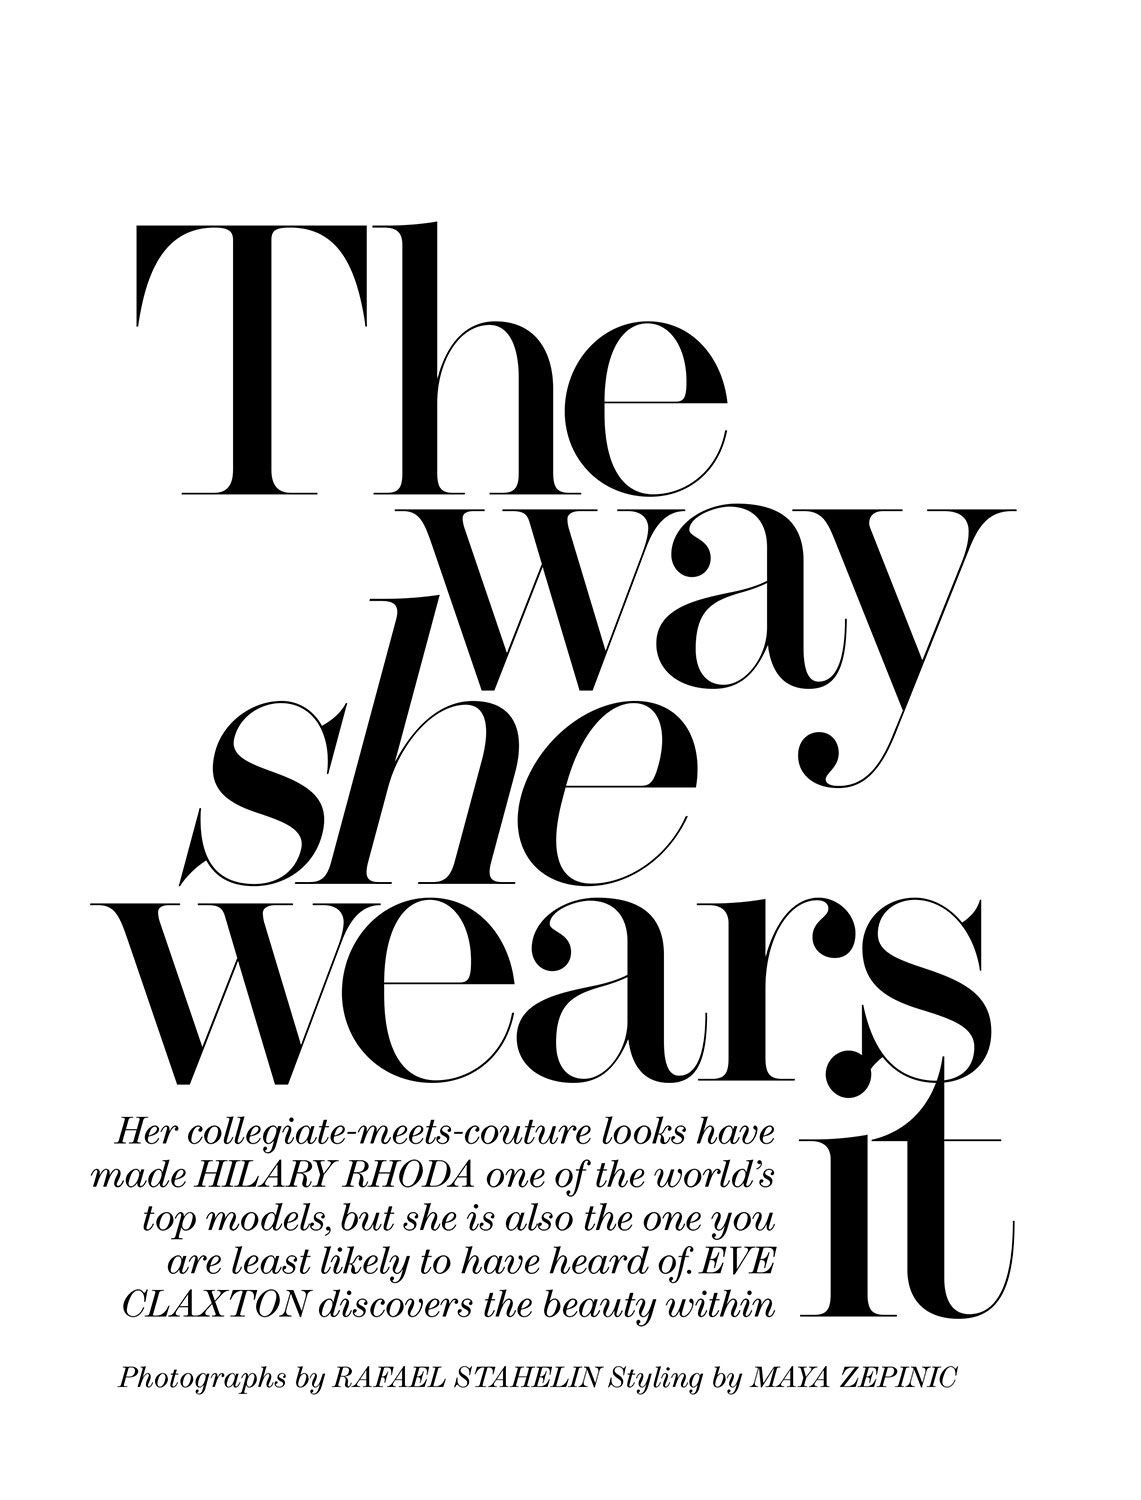 The
way
she
wears
it
Her collegiate-meets-couture looks have
made HILARY RHODA one of the world's
top models, but she is also the one you
are least likely to have heard of. EVE
CLAXTON discovers the beauty within
Photographs by RAFAEL STAHELIN Styling by MAYA ZEPINIC